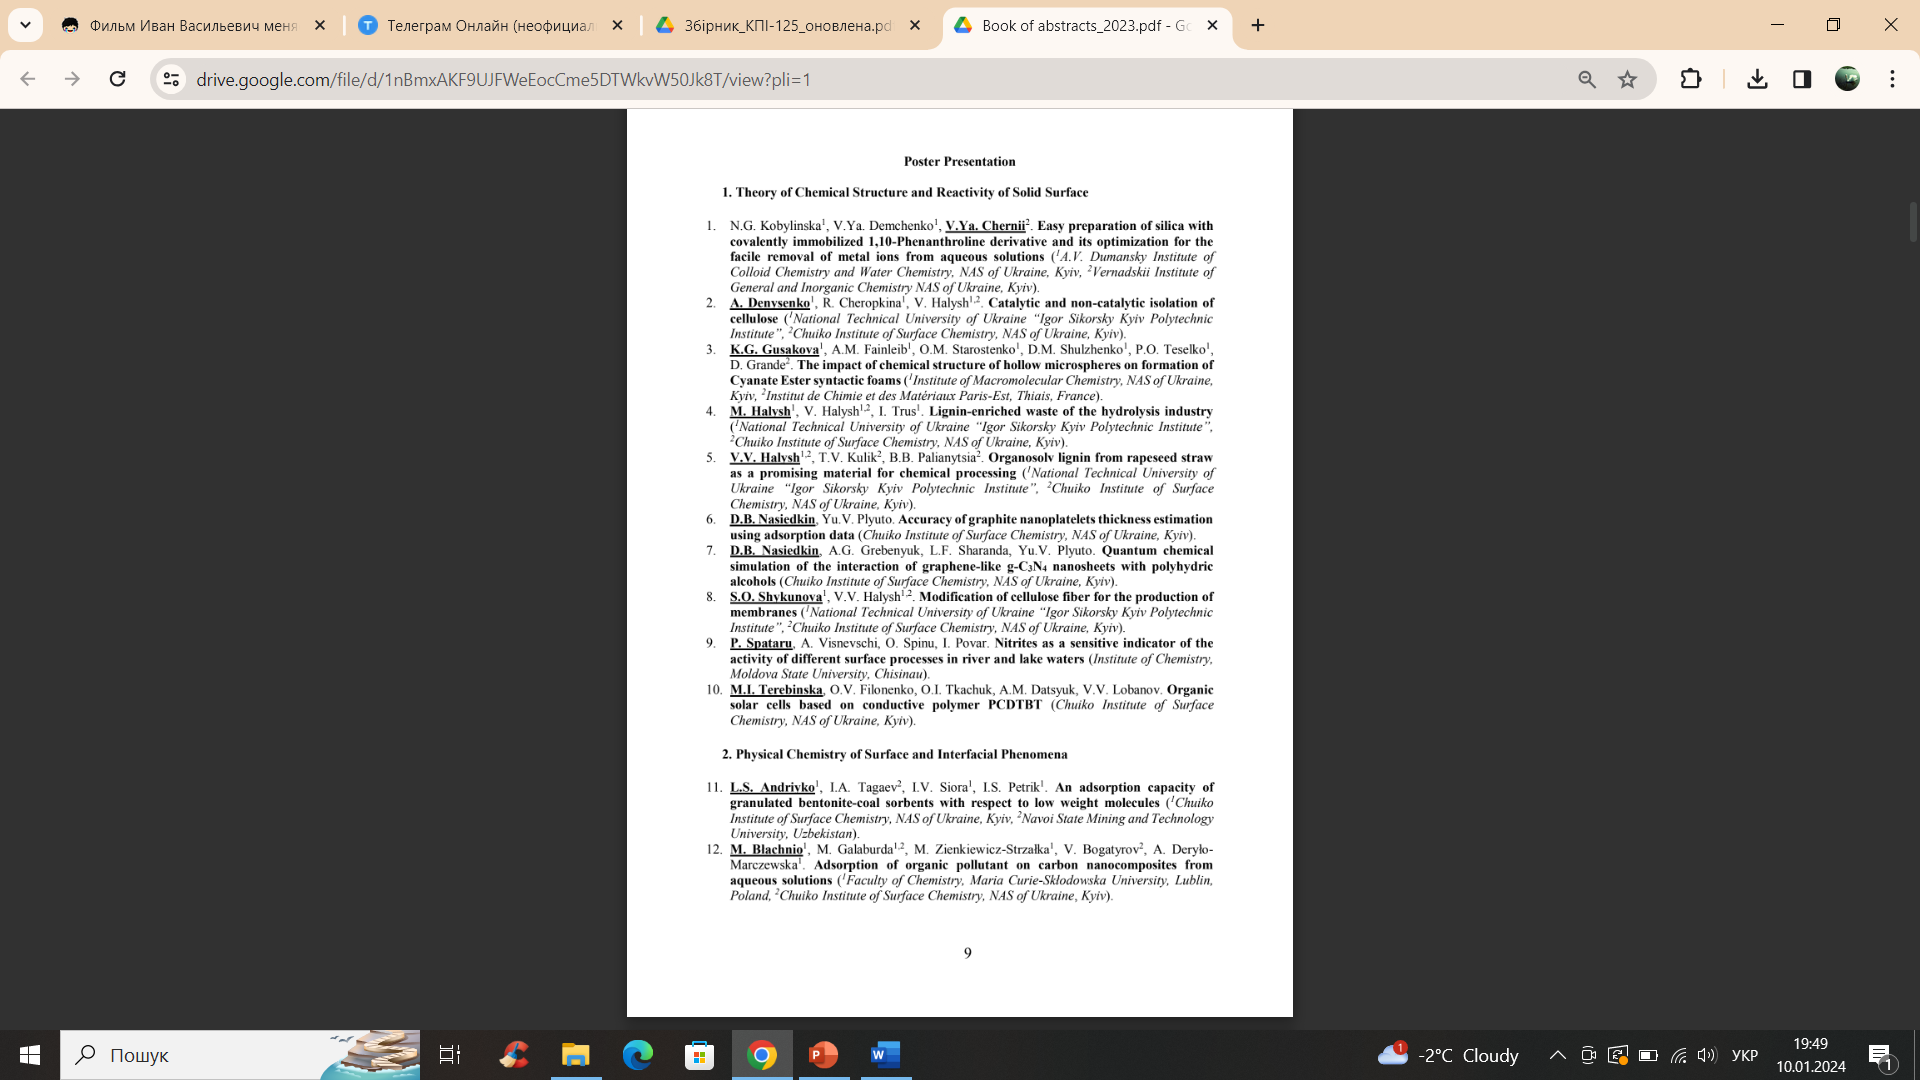 Фильм Иван Васильевич меня
Телеграм Онлайн (неофициал
Збірник_КПІ-125_оновлена.pd
Book of abstracts_2023.pdf - Go
drive.google.com/file/d/1nBmxAKF9UJFWeEocCme5DTWkvW50Jk8T/view?pli=1
Poster Presentation
1. Theory of Chemical Structure and Reactivity of Solid Surface
1. N.G. Kobylinska¹, V.Ya. Demchenko¹, V.Ya. Chernii². Easy preparation of silica with
covalently immobilized 1,10-Phenanthroline derivative and its optimization for the
facile removal of metal ions from aqueous solutions (¹A.V. Dumansky Institute of
Colloid Chemistry and Water Chemistry, NAS of Ukraine, Kyiv, ²Vernadskii Institute of
General and Inorganic Chemistry NAS of Ukraine, Kyiv).
2. A. Denysenko¹, R. Cheropkina¹, V. Halysh¹,². Catalytic and non-catalytic isolation of
cellulose (¹National Technical University of Ukraine “Igor Sikorsky Kyiv Polytechnic
Institute”, ²Chuiko Institute of Surface Chemistry, NAS of Ukraine, Kyiv).
3. K.G. Gusakova¹, A.M. Fainleib¹, O.M. Starostenko¹, D.M. Shulzhenko¹, P.O. Teselko¹,
D. Grande². The impact of chemical structure of hollow microspheres on formation of
Cyanate Ester syntactic foams (¹Institute of Macromolecular Chemistry, NAS of Ukraine,
Kyiv, ²Institut de Chimie et des Matériaux Paris-Est, Thiais, France).
4. M. Halysh¹, V. Halysh¹,², I. Trus¹. Lignin-enriched waste of the hydrolysis industry
(¹National Technical University of Ukraine “Igor Sikorsky Kyiv Polytechnic Institute”,
²Chuiko Institute of Surface Chemistry, NAS of Ukraine, Kyiv).
5. V.V. Halysh¹,², T.V. Kulik², B.B. Palianytsia². Organosolv lignin from rapeseed straw
as a promising material for chemical processing (¹National Technical University of
Ukraine “Igor Sikorsky Kyiv Polytechnic Institute”, ²Chuiko Institute of Surface
Chemistry, NAS of Ukraine, Kyiv).
6. D.B. Nasiedkin, Yu.V. Plyuto. Accuracy of graphite nanoplatelets thickness estimation
using adsorption data (Chuiko Institute of Surface Chemistry, NAS of Ukraine, Kyiv).
7. D.B. Nasiedkin, A.G. Grebenyuk, L.F. Sharanda, Yu.V. Plyuto. Quantum chemical
simulation of the interaction of graphene-like g-C₃N₄ nanosheets with polyhydric
alcohols (Chuiko Institute of Surface Chemistry, NAS of Ukraine, Kyiv).
8. S.O. Shykunova¹, V.V. Halysh¹,². Modification of cellulose fiber for the production of
membranes (¹National Technical University of Ukraine “Igor Sikorsky Kyiv Polytechnic
Institute”, ²Chuiko Institute of Surface Chemistry, NAS of Ukraine, Kyiv).
9. P. Spataru, A. Visnevschi, O. Spinu, I. Povar. Nitrites as a sensitive indicator of the
activity of different surface processes in river and lake waters (Institute of Chemistry,
Moldova State University, Chisinau).
10. M.I. Terebinska, O.V. Filonenko, O.I. Tkachuk, A.M. Datsyuk, V.V. Lobanov. Organic
solar cells based on conductive polymer PCDTBT (Chuiko Institute of Surface
Chemistry, NAS of Ukraine, Kyiv).
2. Physical Chemistry of Surface and Interfacial Phenomena
11. L.S. Andriyko¹, I.A. Tagaev², I.V. Siora¹, I.S. Petrik¹. An adsorption capacity of
granulated bentonite-coal sorbents with respect to low weight molecules (¹Chuiko
Institute of Surface Chemistry, NAS of Ukraine, Kyiv, ²Navoi State Mining and Technology
University, Uzbekistan).
12. M. Błachnio¹, M. Galaburda¹,², M. Zienkiewicz-Strzałka¹, V. Bogatyrov², A. Deryło-
Marczewska¹. Adsorption of organic pollutant on carbon nanocomposites from
aqueous solutions (¹Faculty of Chemistry, Maria Curie-Skłodowska University, Lublin,
Poland, ²Chuiko Institute of Surface Chemistry, NAS of Ukraine, Kyiv).
9
Пошук
-2°C Cloudy
УКР
19:49
10.01.2024